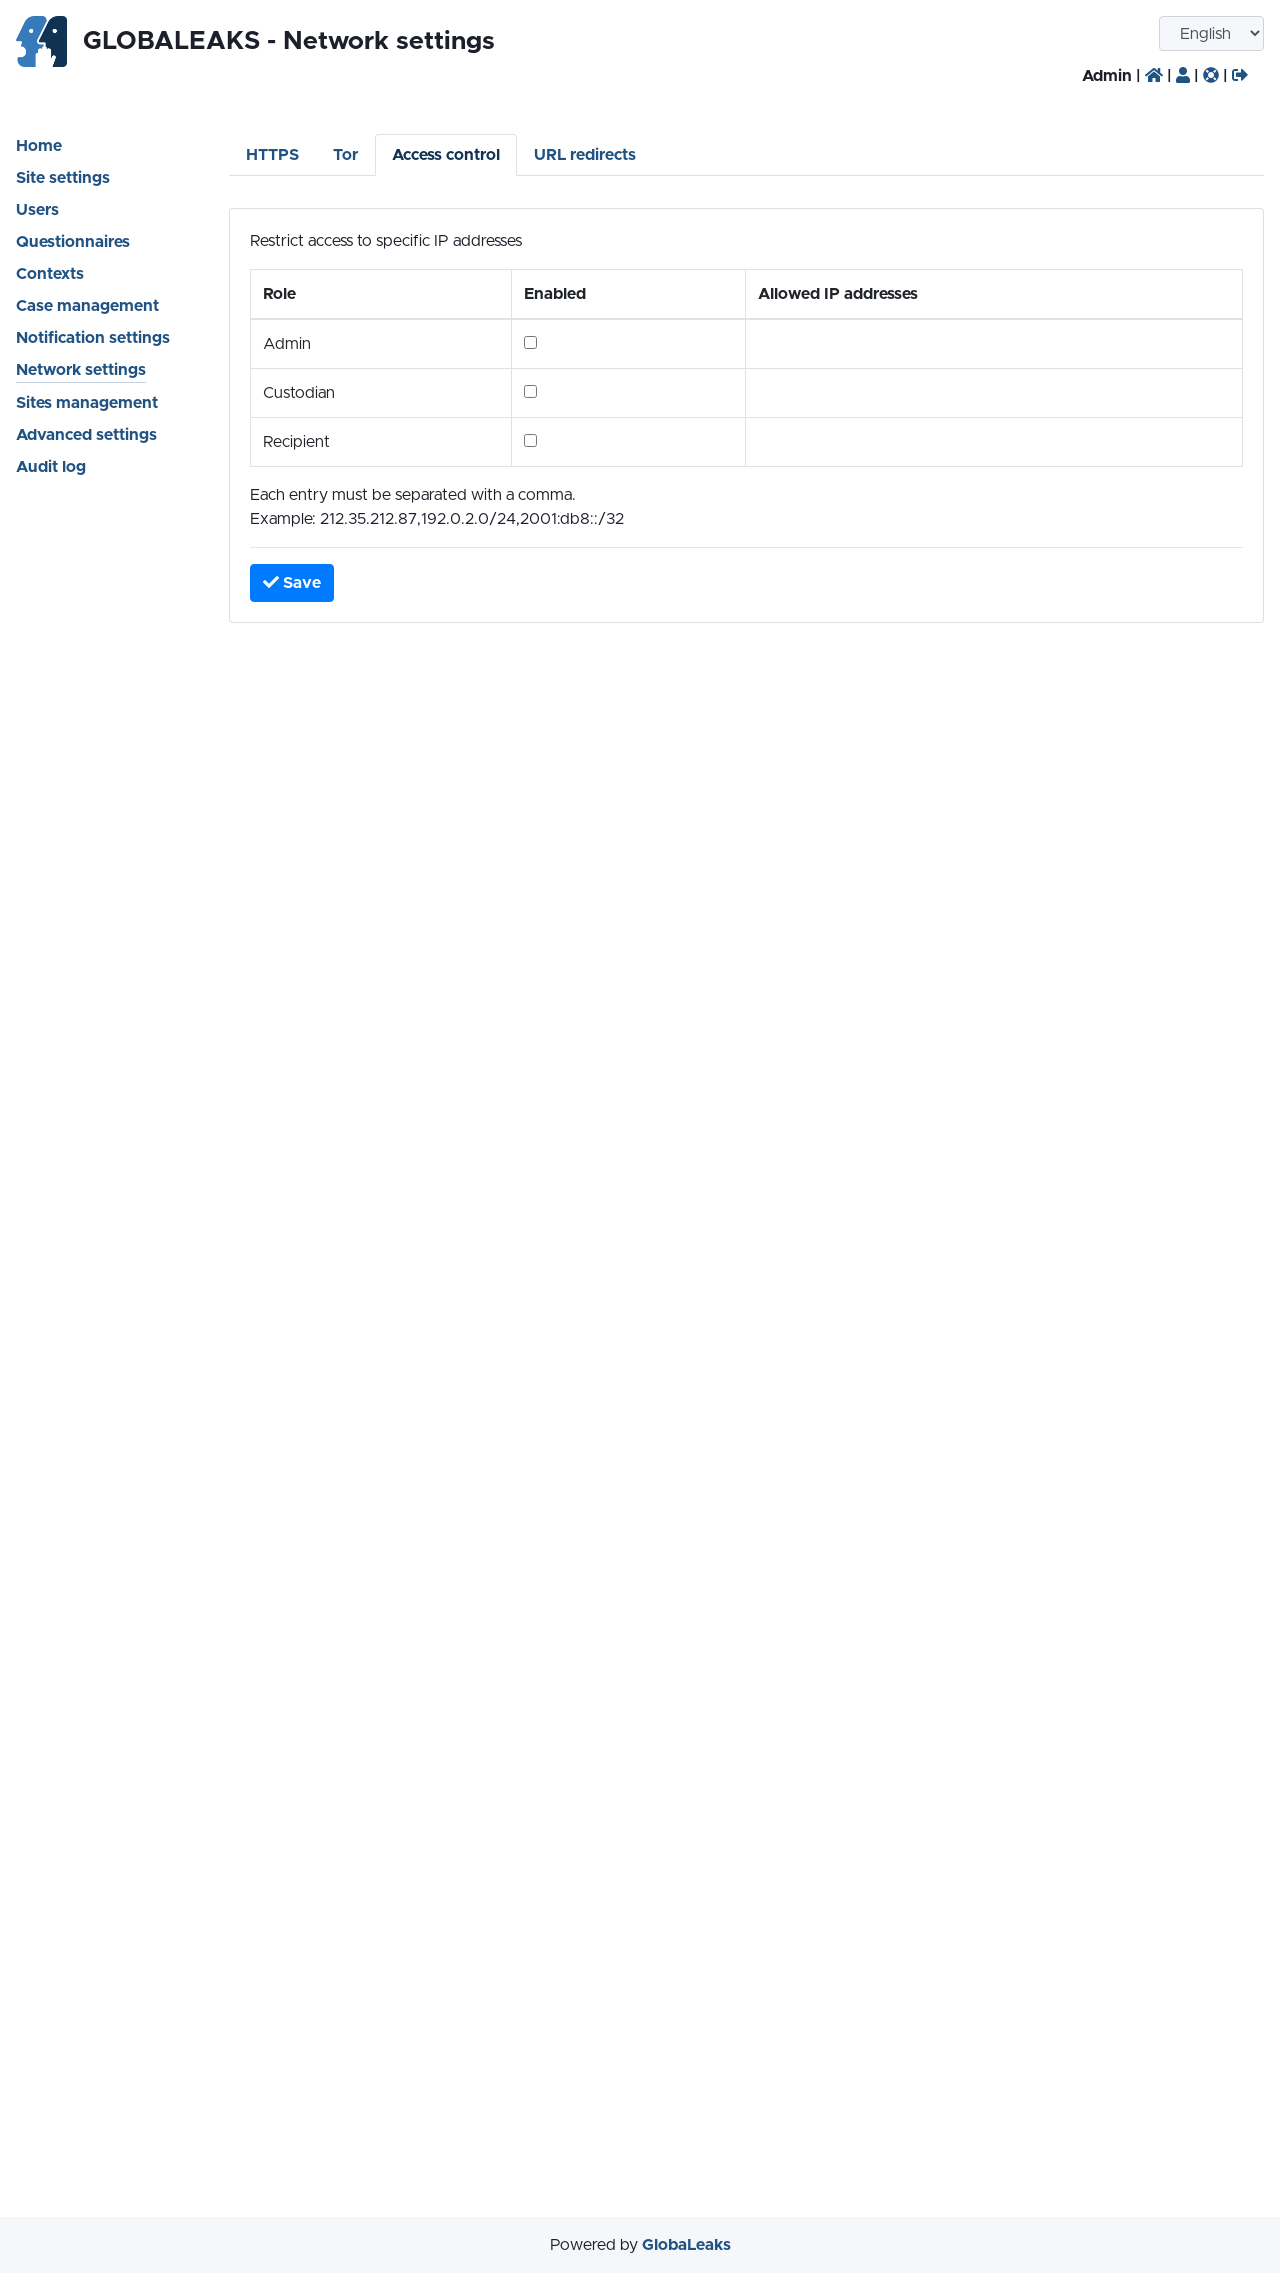 GLOBALEAKS - Network settings
English
Admin | | | |
Home
Site settings
Users
Questionnaires
Contexts
Case management
Notification settings
Network settings
Sites management
Advanced settings
Audit log
HTTPS Tor Access control URL redirects
Restrict access to specific IP addresses
Role Enabled Allowed IP addresses
Admin
Custodian
Recipient
Each entry must be separated with a comma.
Example: 212.35.212.87,192.0.2.0/24,2001:db8::/32
Save
Powered by GlobaLeaks